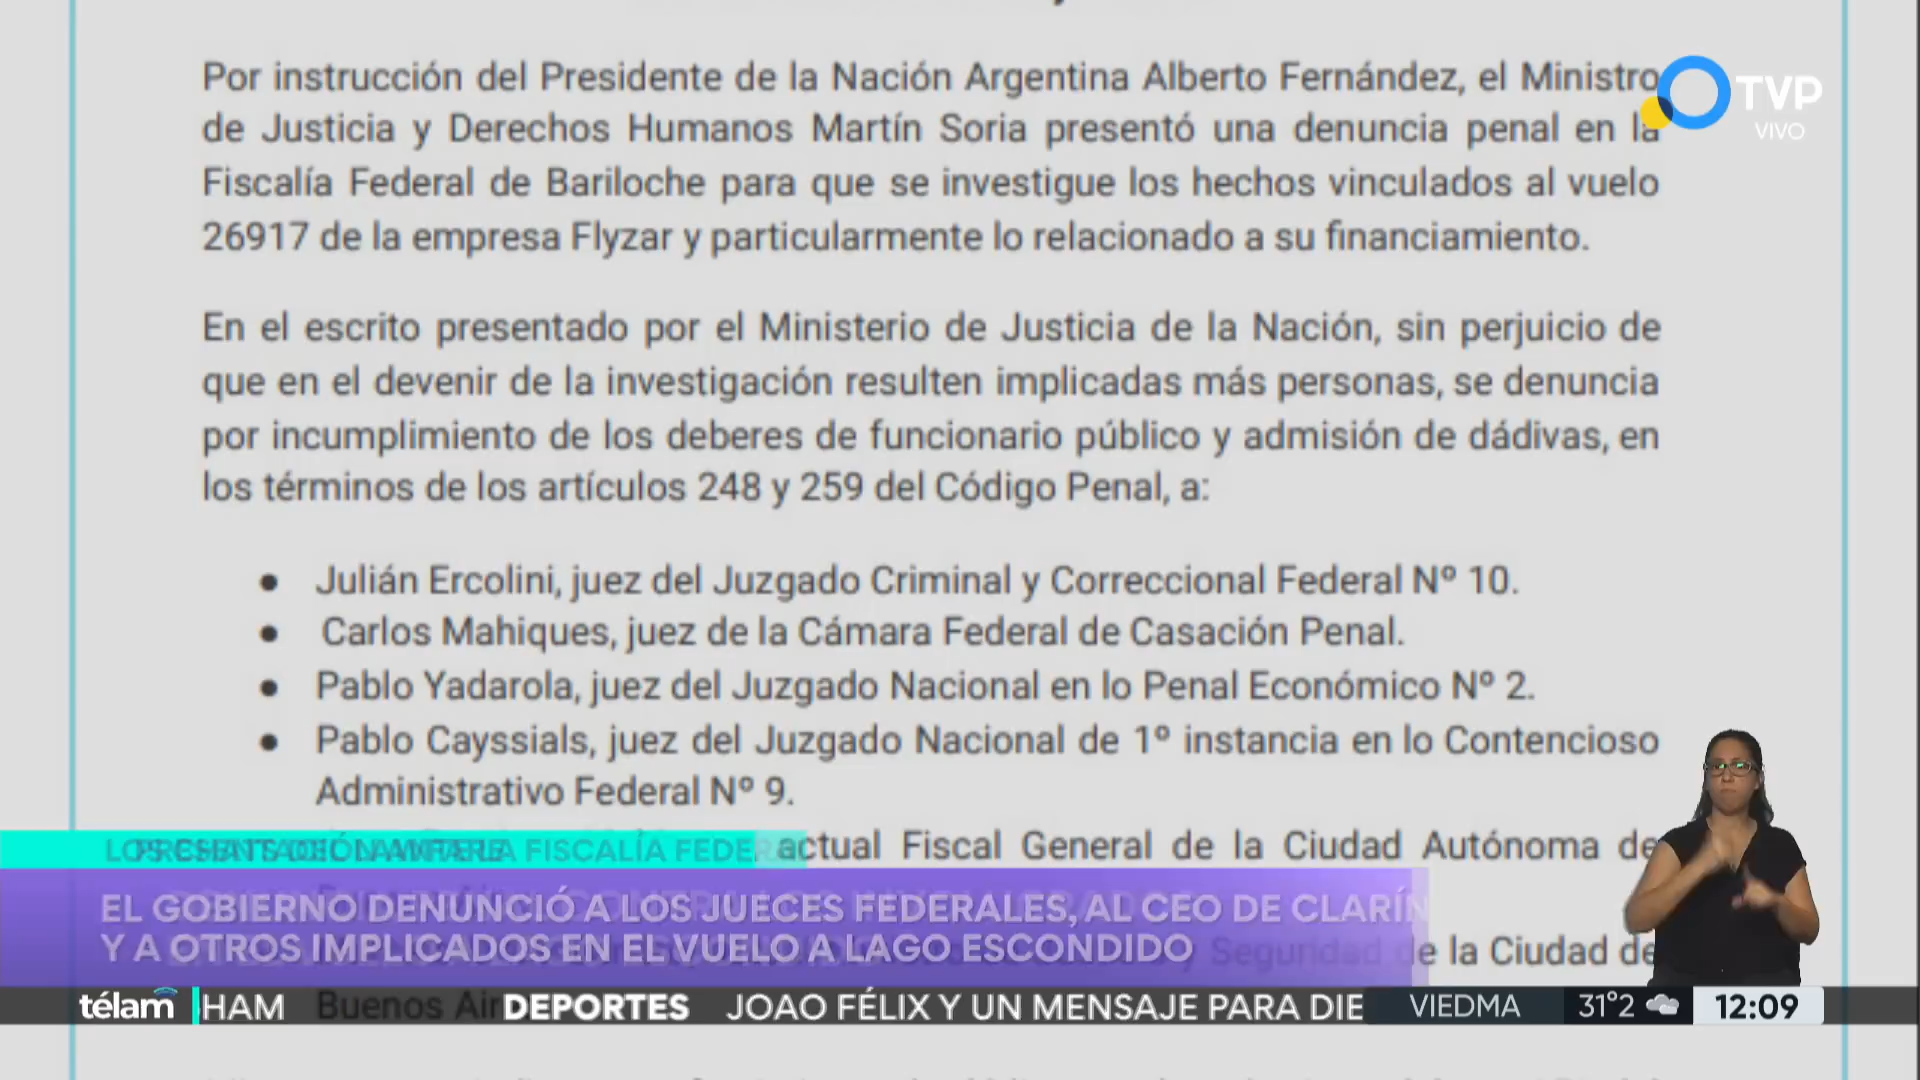 Por instrucción del Presidente de la Nación Argentina Alberto Fernández, el Ministro
de Justicia y Derechos Humanos Martín Soria presentó una denuncia penal en la
Fiscalía Federal de Bariloche para que se investigue los hechos vinculados al vuelo
26917 de la empresa Flyzar y particularmente lo relacionado a su financiamiento.
TVP
VIVO
En el escrito presentado por el Ministerio de Justicia de la Nación, sin perjuicio de
que en el devenir de la investigación resulten implicadas más personas, se denuncia
por incumplimiento de los deberes de funcionario público y admisión de dádivas, en
los términos de los artículos 248 y 259 del Código Penal, a:
● Julián Ercolini, juez del Juzgado Criminal y Correccional Federal Nº 10.
● Carlos Mahiques, juez de la Cámara Federal de Casación Penal.
● Pablo Yadarola, juez del Juzgado Nacional en lo Penal Económico Nº 2.
● Pablo Cayssials, juez del Juzgado Nacional de 1º instancia en lo Contencioso
Administrativo Federal Nº 9.
actual Fiscal General de la Ciudad Autónoma de
LA FISCALÍA
EL GOBIERNO DENUNCIÓ A LOS JUECES FEDERALES, AL CEO DE CLARÍN
Y A OTROS IMPLICADOS EN EL VUELO A LAGO ESCONDIDO
y Seguridad de la Ciudad de
Buenos
télam HAM DEPORTES JOAO FÉLIX Y UN MENSAJE PARA DIE VIEDMA 31°2 12:09